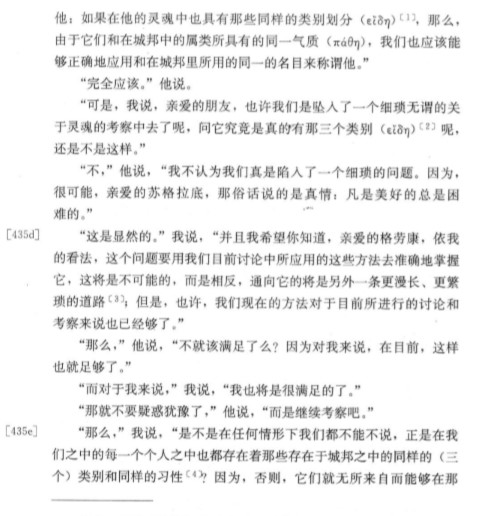 他；如果在他的灵魂中也具有那些同样的类别划分（εἴδη）〔1〕，那么，
由于它们和在城邦中的属类所具有的同一气质（πάθη），我们也应该能
够正确地应用和在城邦里所用的同一的名目来称谓他。”
“完全应该。”他说。
“可是，我说，亲爱的朋友，也许我们是坠入了一个细琐无谓的关
于灵魂的考察中去了呢，问它究竟是真的有那三个类别（εἴδη）〔2〕呢，
还是不是这样。”
“不，”他说，“我不认为我们真是陷入了一个细琐的问题。因为，
很可能，亲爱的苏格拉底，那俗话说的是真情：凡是美好的总是困
难的。”
[435d] “这是显然的。”我说，“并且我希望你知道，亲爱的格劳康，依我
的看法，这个问题要用我们目前讨论中所应用的这些方法去准确地掌握
它，这将是不可能的，而是相反，通向它的将是另外一条更漫长、更繁
琐的道路〔3〕；但是，也许，我们现在的方法对于目前所进行的讨论和
考察来说也已经够了。”
“那么，”他说，“不就该满足了么？因为对我来说，在目前，这样
也就足够了。”
“而对于我来说，”我说，“我也将是很满足的了。”
“那就不要疑惑犹豫了，”他说，“而是继续考察吧。”
[435e] “那么，”我说，“是不是在任何情形下我们都不能不说，正是在我
们之中的每一个个人之中也都存在着那些存在于城邦之中的同样的（三
个）类别和同样的习性〔4〕？因为，否则，它们就无所来自而能够在那